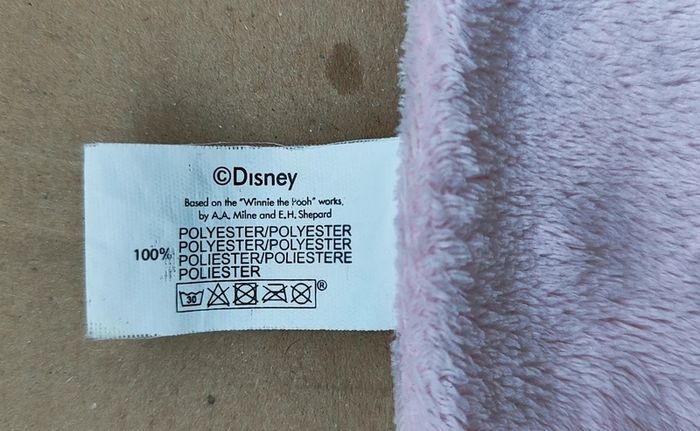 ©Disney
Based on the "Winnie the Pooh" works,
by A.A. Milne and E.H. Shepard
POLYESTER/POLYESTER
POLYESTER/POLYESTER
100% POLIESTER/POLIESTERE
POLIESTER
30 ®